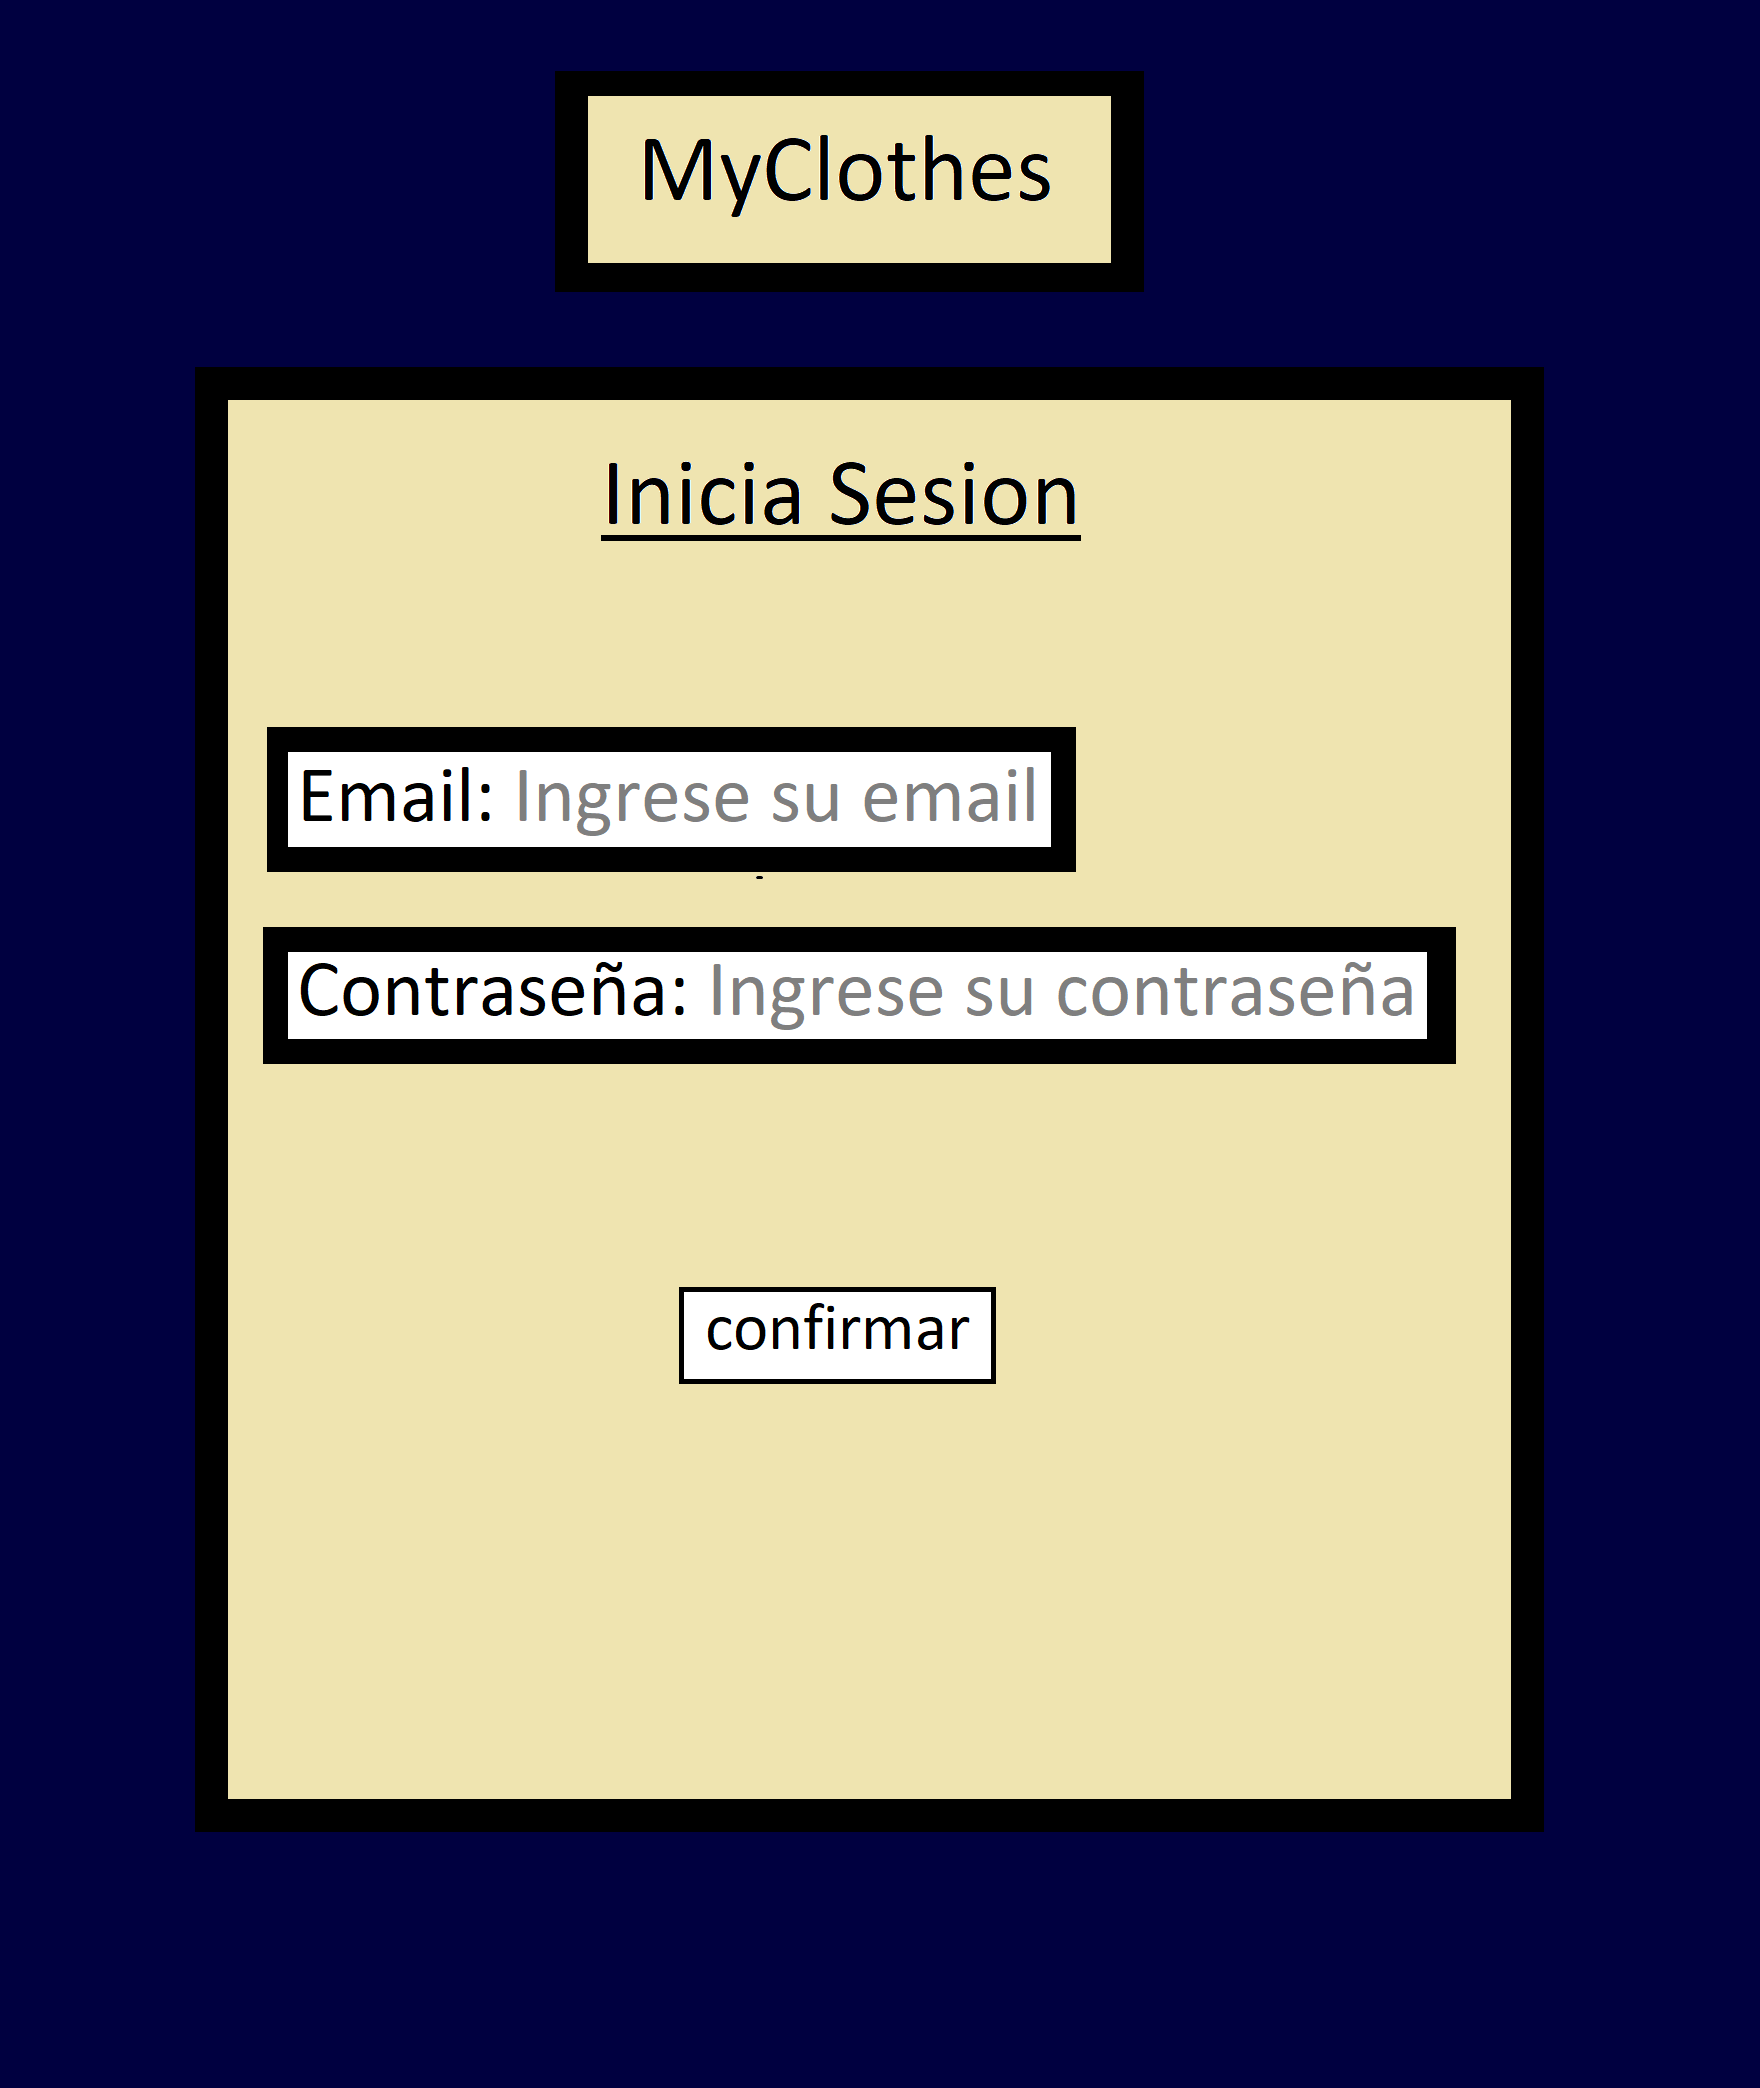 MyClothes
Inicia Sesion
Email: Ingrese su email
Contraseña: Ingrese su contraseña
confirmar